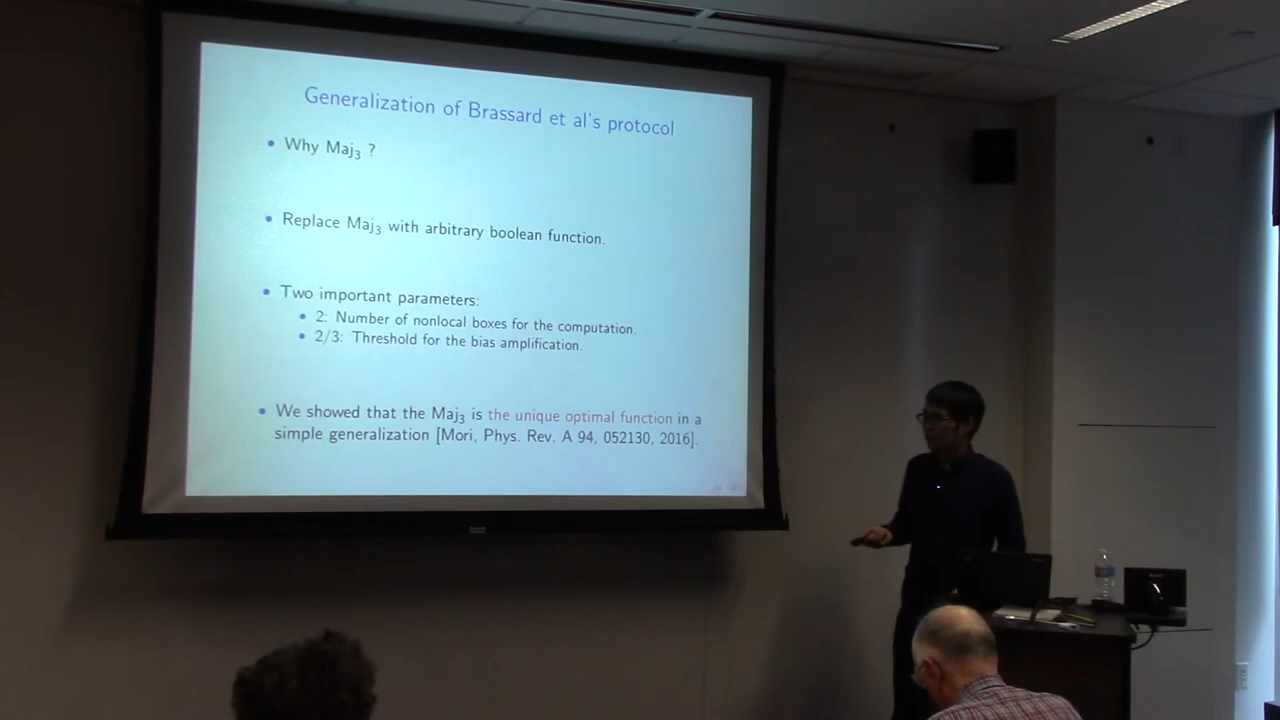 Generalization of Brassard et al's protocol
• Why Maj₃ ?
• Replace Maj₃ with arbitrary boolean function.
• Two important parameters:
• 2: Number of nonlocal boxes for the computation.
• 2/3: Threshold for the bias amplification.
• We showed that the Maj₃ is the unique optimal function in a
simple generalization [Mori, Phys. Rev. A 94, 052130, 2016].